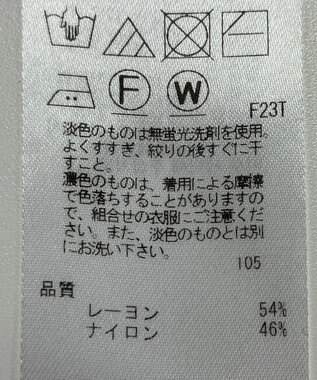 F W
F23T
淡色のものは無蛍光洗剤を使用。
よくすすぎ、絞りの後すぐに干
すこと。
濃色のものは、着用による摩擦
で色落ちすることがありますの
で、組合せの衣服にご注意くだ
さい。また、淡色のものとは別
にお洗い下さい。
105
品質
レーヨン 54%
ナイロン 46%